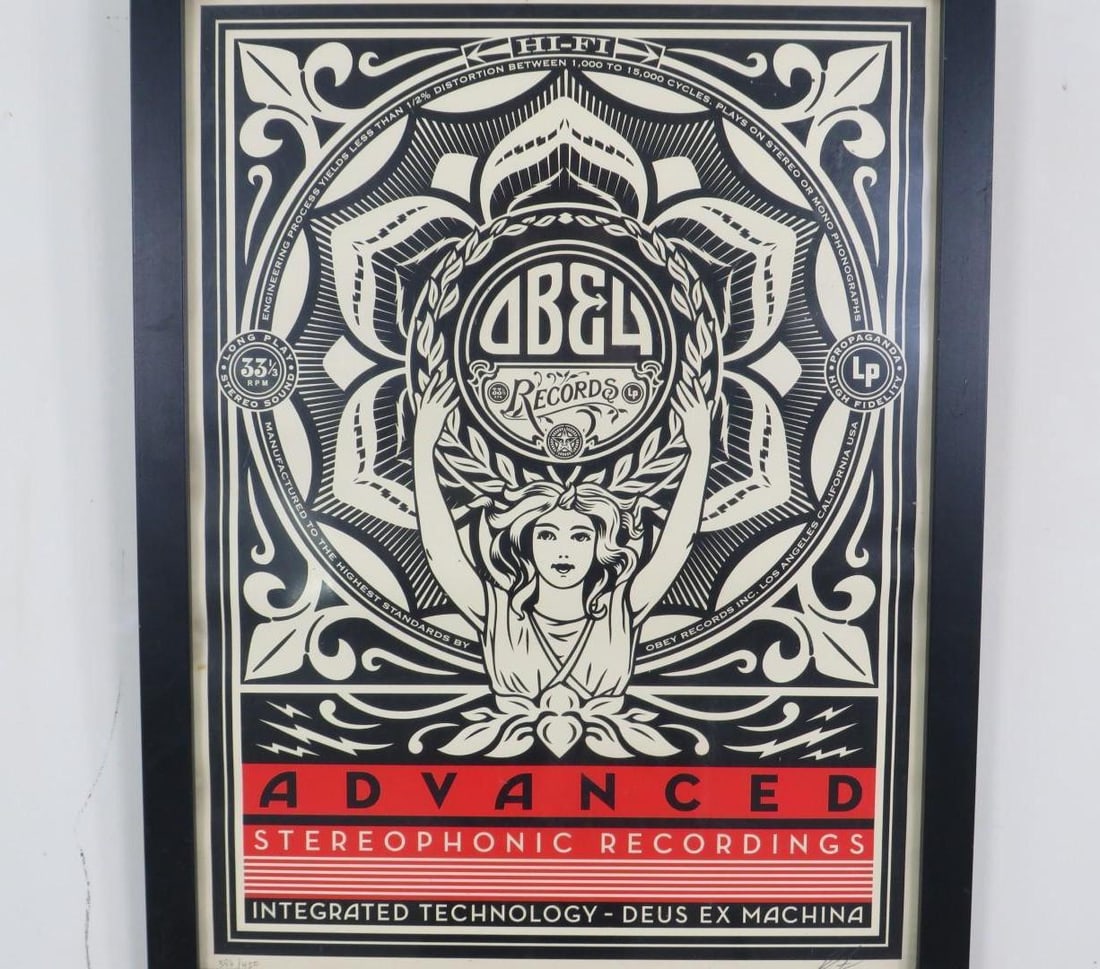 HI-FI
ENGINEERING PROCESS YIELDS LESS THAN 1/2% DISTORTION BETWEEN 1,000 TO 15,000 CYCLES. PLAYS ON STEREO OR MONO PHONOGRAPHS
OBEY
RECORDS
Lp
LONG PLAY
33 1/3
RPM
STEREO SOUND
PROPAGANDA
Lp
HIGH FIDELITY
MANUFACTURED TO THE HIGHEST STANDARDS BY
OBEY RECORDS INC. LOS ANGELES CALIFORNIA USA
ADVANCED
STEREOPHONIC RECORDINGS
INTEGRATED TECHNOLOGY - DEUS EX MACHINA